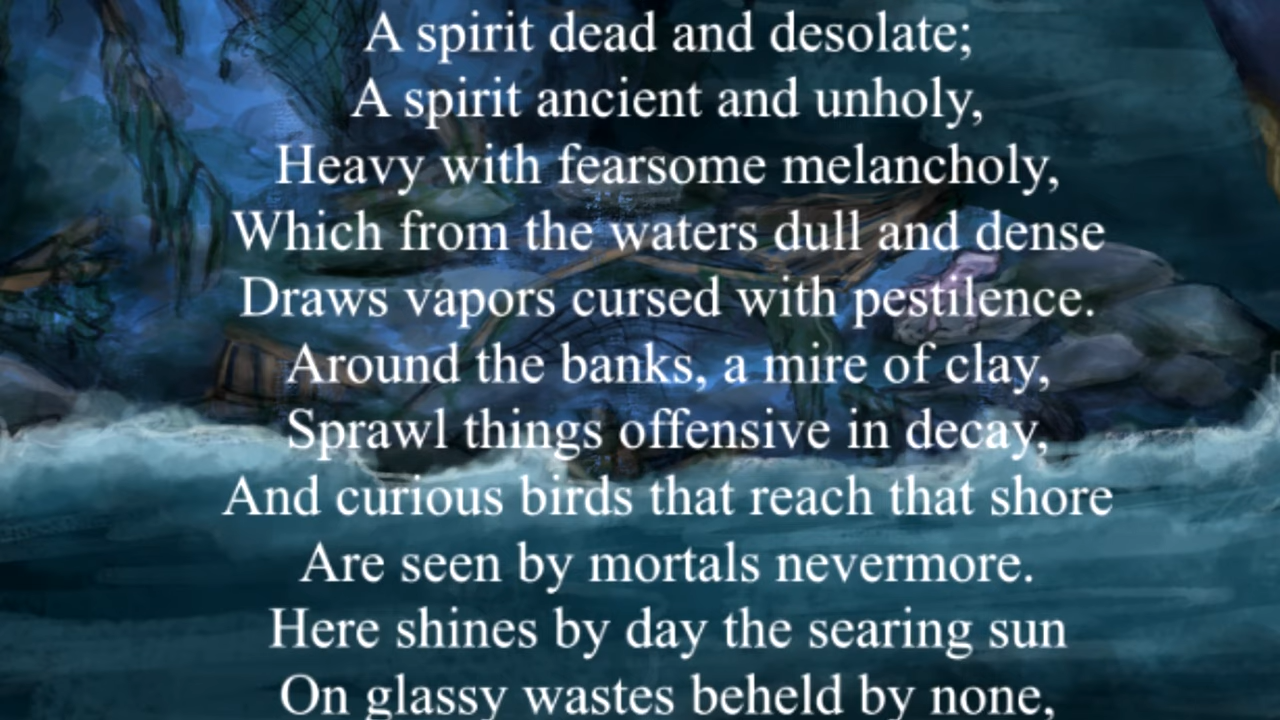 A spirit dead and desolate;
A spirit ancient and unholy,
Heavy with fearsome melancholy,
Which from the waters dull and dense
Draws vapors cursed with pestilence.
Around the banks, a mire of clay,
Sprawl things offensive in decay,
And curious birds that reach that shore
Are seen by mortals nevermore.
Here shines by day the searing sun
On glassy wastes beheld by none,